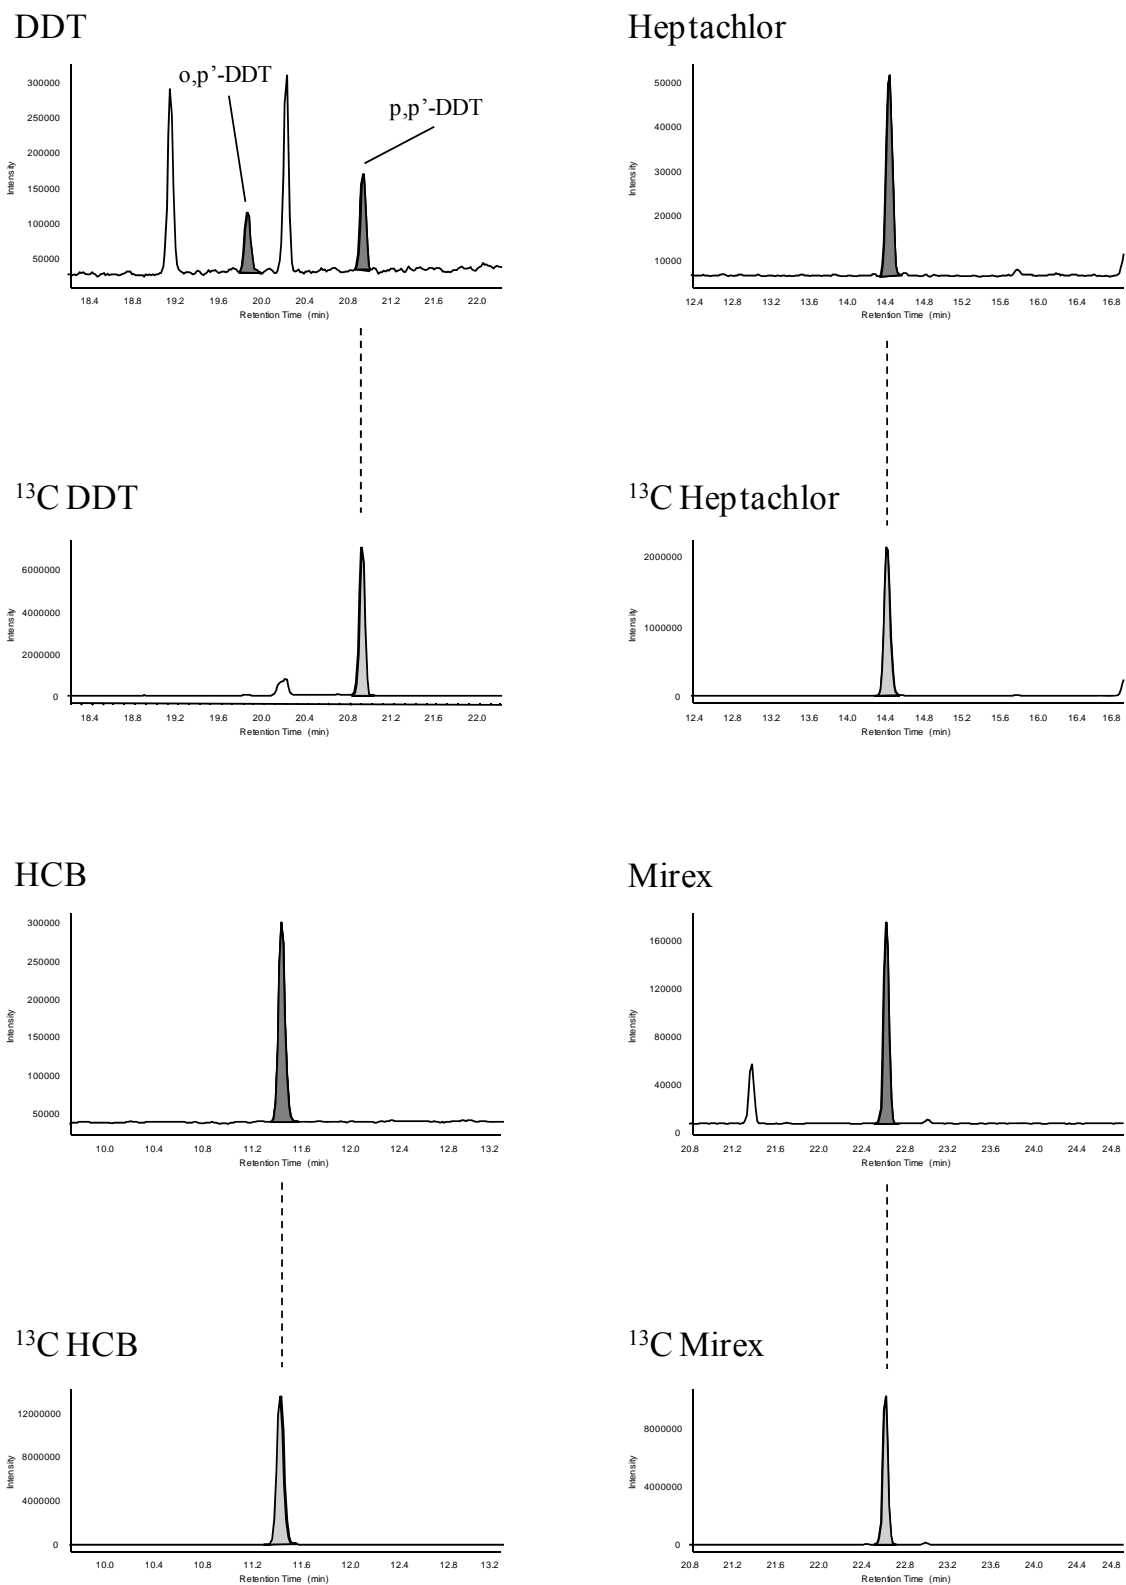 DDT
o,p’-DDT
p,p’-DDT
Intensity
300000
250000
200000
150000
100000
50000
18.4 18.8 19.2 19.6 20.0 20.4 20.8 21.2 21.6 22.0
Retention Time (min)
Heptachlor
Intensity
50000
40000
30000
20000
10000
12.4 12.8 13.2 13.6 14.0 14.4 14.8 15.2 15.6 16.0 16.4 16.8
Retention Time (min)
13C DDT
Intensity
6000000
4000000
2000000
0
18.4 18.8 19.2 19.6 20.0 20.4 20.8 21.2 21.6 22.0
Retention Time (min)
13C Heptachlor
Intensity
2000000
1000000
0
12.4 12.8 13.2 13.6 14.0 14.4 14.8 15.2 15.6 16.0 16.4 16.8
Retention Time (min)
HCB
Intensity
300000
250000
200000
150000
100000
50000
10.0 10.4 10.8 11.2 11.6 12.0 12.4 12.8 13.2
Retention Time (min)
Mirex
Intensity
160000
120000
80000
40000
0
20.8 21.2 21.6 22.0 22.4 22.8 23.2 23.6 24.0 24.4 24.8
Retention Time (min)
13C HCB
Intensity
12000000
8000000
4000000
0
10.0 10.4 10.8 11.2 11.6 12.0 12.4 12.8 13.2
Retention Time (min)
13C Mirex
Intensity
8000000
4000000
0
20.8 21.2 21.6 22.0 22.4 22.8 23.2 23.6 24.0 24.4 24.8
Retention Time (min)